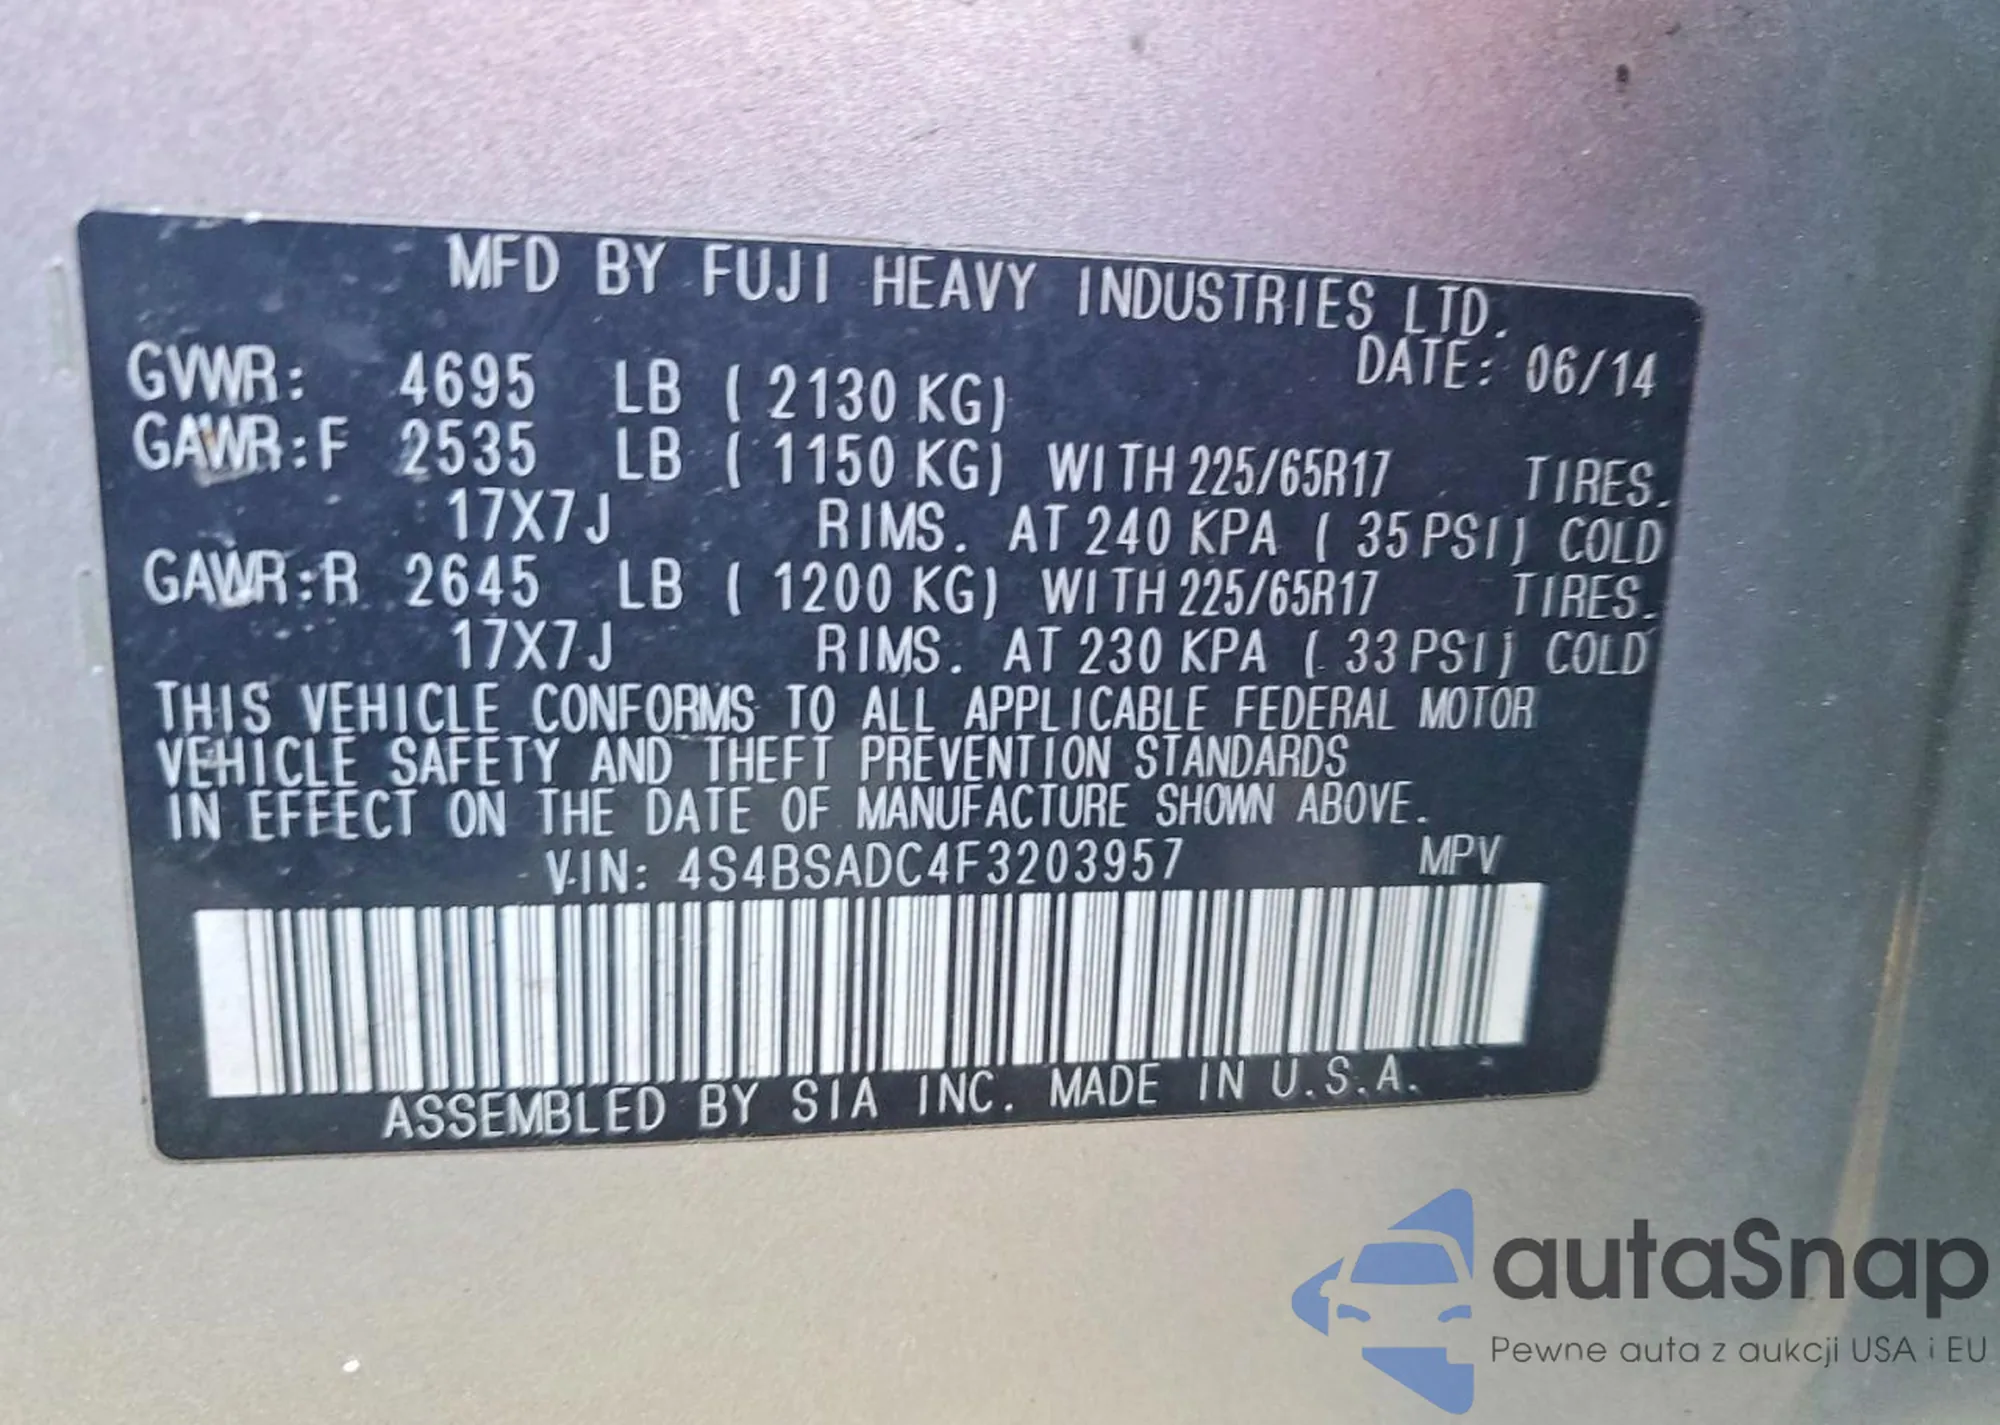 MFD BY FUJI HEAVY INDUSTRIES LTD.
DATE: 06/14
GVWR: 4695 LB ( 2130 KG)
GAWR:F 2535 LB ( 1150 KG) WITH 225/65R17 TIRES.
17X7J RIMS. AT 240 KPA ( 35 PSI) COLD
GAWR:R 2645 LB ( 1200 KG) WITH 225/65R17 TIRES.
17X7J RIMS. AT 230 KPA ( 33 PSI) COLD
THIS VEHICLE CONFORMS TO ALL APPLICABLE FEDERAL MOTOR
VEHICLE SAFETY AND THEFT PREVENTION STANDARDS
IN EFFECT ON THE DATE OF MANUFACTURE SHOWN ABOVE.
VIN: 4S4BSADC4F3203957 MPV
ASSEMBLED BY SIA INC. MADE IN U.S.A.
autaSnap
Pewne auta z aukcji USA i EU